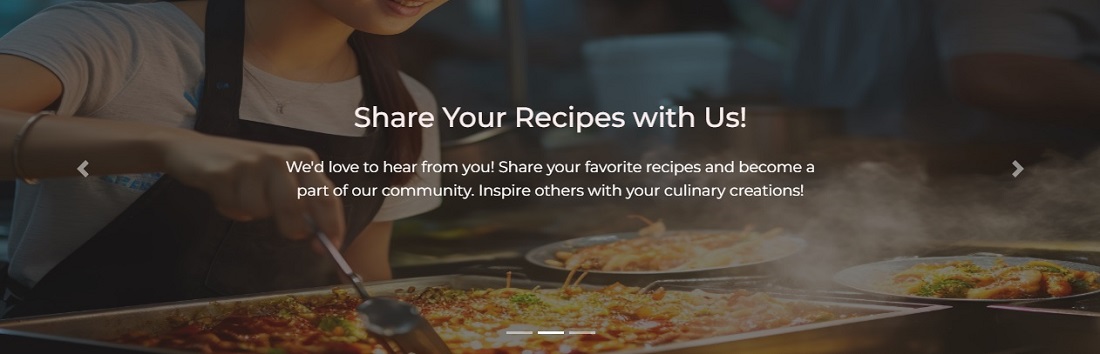 Share Your Recipes with Us!
We'd love to hear from you! Share your favorite recipes and become a
part of our community. Inspire others with your culinary creations!